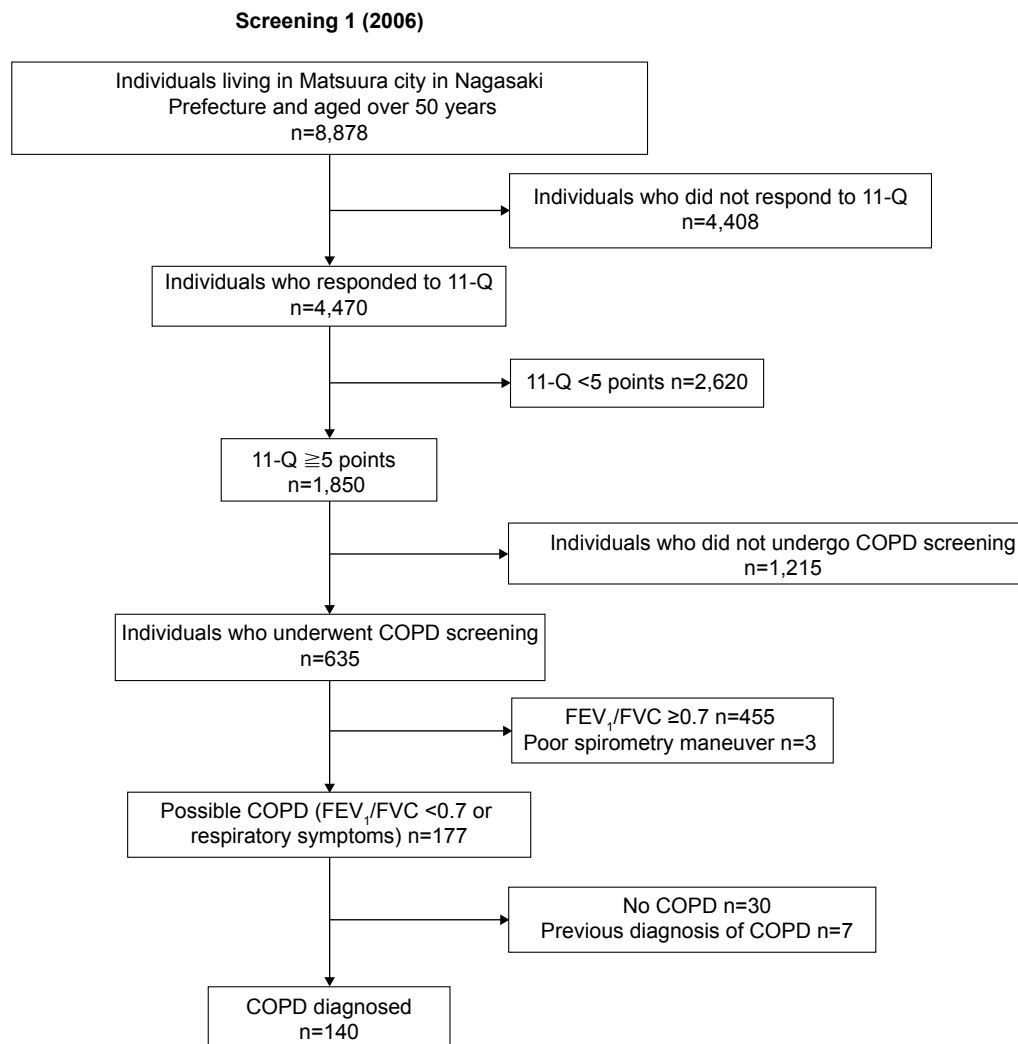 Screening 1 (2006)
Individuals living in Matsuura city in Nagasaki
Prefecture and aged over 50 years
n=8,878
Individuals who did not respond to 11-Q
n=4,408
Individuals who responded to 11-Q
n=4,470
11-Q <5 points n=2,620
11-Q ≧5 points
n=1,850
Individuals who did not undergo COPD screening
n=1,215
Individuals who underwent COPD screening
n=635
FEV₁/FVC ≥0.7 n=455
Poor spirometry maneuver n=3
Possible COPD (FEV₁/FVC <0.7 or
respiratory symptoms) n=177
No COPD n=30
Previous diagnosis of COPD n=7
COPD diagnosed
n=140